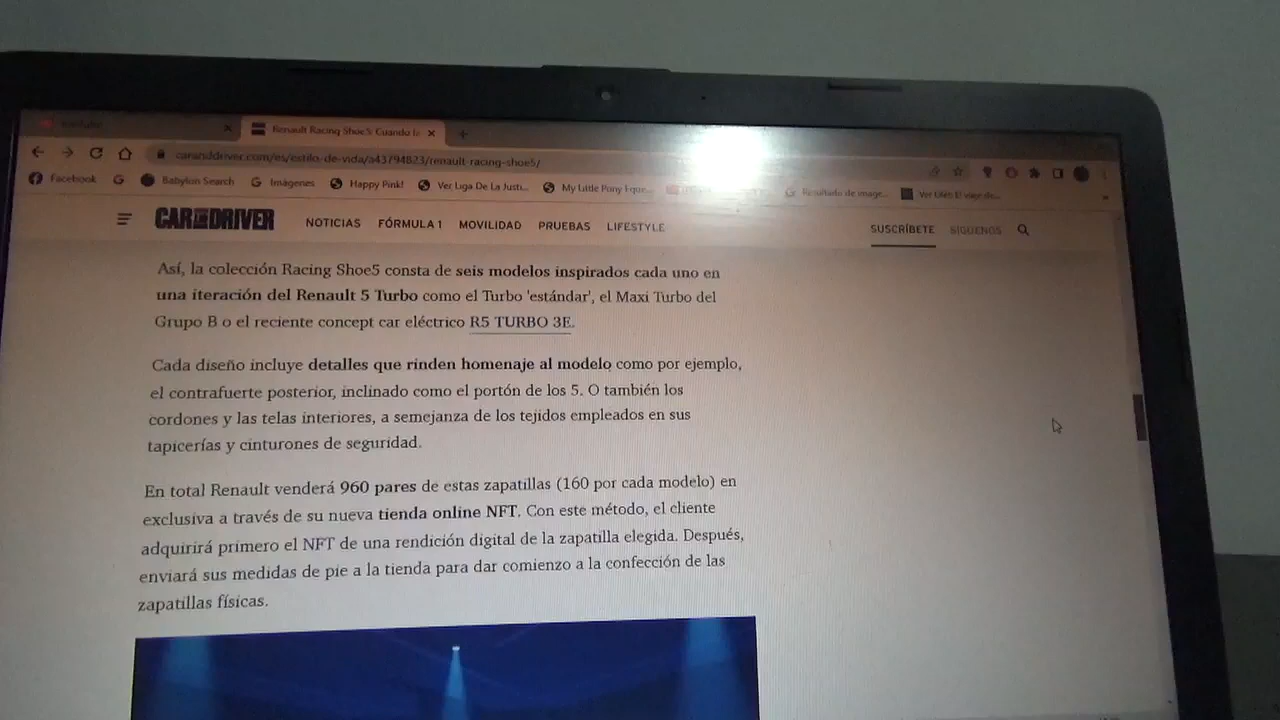 Renault Racing Shoe5: Cuando la
caranddriver.com/es/estilo-de-vida/a43794823/renault-racing-shoe5/
Facebook Babylon Search Imágenes Happy Pink! Ver Liga De La Justi... My Little Pony Eque... Resultado de image...
CAR AND DRIVER NOTICIAS FÓRMULA 1 MOVILIDAD PRUEBAS LIFESTYLE SUSCRÍBETE SÍGUENOS
Así, la colección Racing Shoe5 consta de seis modelos inspirados cada uno en
una iteración del Renault 5 Turbo como el Turbo 'estándar', el Maxi Turbo del
Grupo B o el reciente concept car eléctrico R5 TURBO 3E.
Cada diseño incluye detalles que rinden homenaje al modelo como por ejemplo,
el contrafuerte posterior, inclinado como el portón de los 5. O también los
cordones y las telas interiores, a semejanza de los tejidos empleados en sus
tapicerías y cinturones de seguridad.
En total Renault venderá 960 pares de estas zapatillas (160 por cada modelo) en
exclusiva a través de su nueva tienda online NFT. Con este método, el cliente
adquirirá primero el NFT de una rendición digital de la zapatilla elegida. Después,
enviará sus medidas de pie a la tienda para dar comienzo a la confección de las
zapatillas físicas.